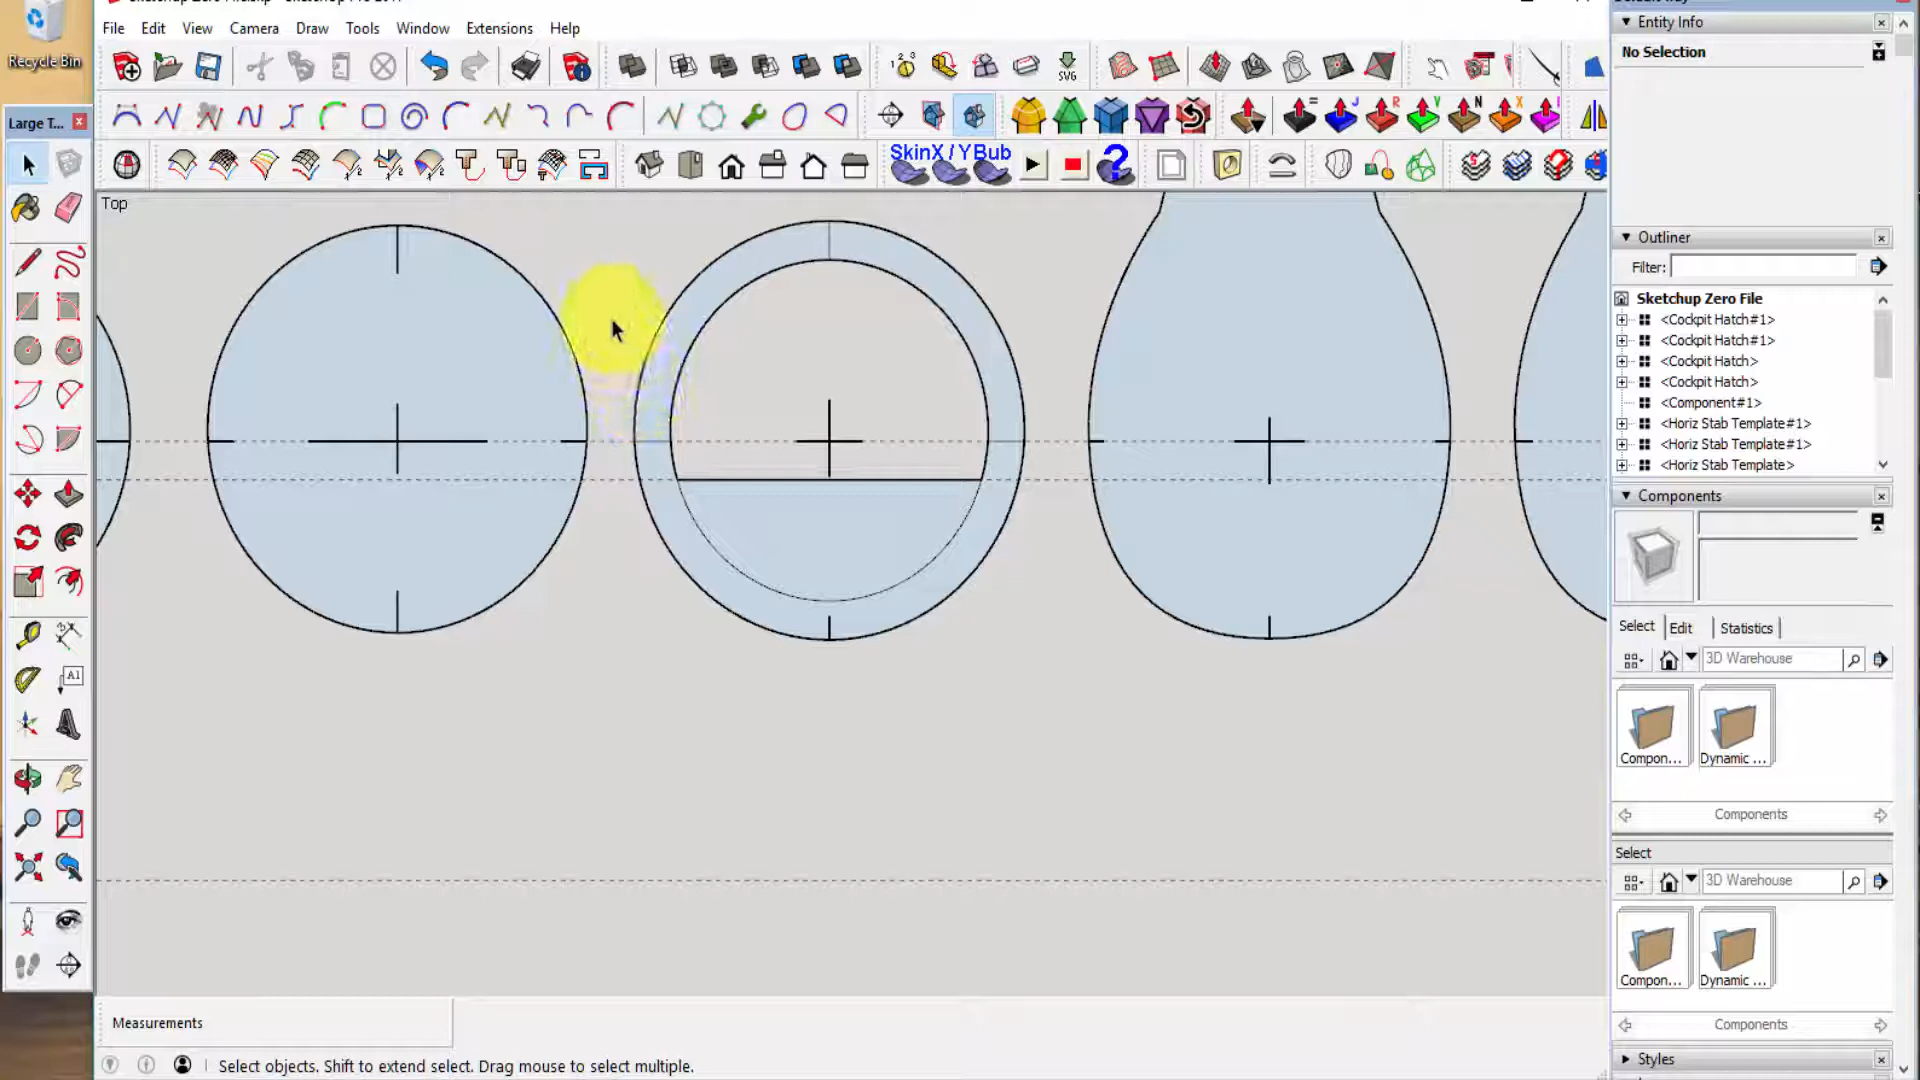 Recycle Bin
File Edit View Camera Draw Tools Window Extensions Help
SVG
Large T...
SkinX / YBub
Top
A1
Measurements
Select objects. Shift to extend select. Drag mouse to select multiple.
Entity Info
No Selection
Outliner
Filter:
Sketchup Zero File
<Cockpit Hatch#1>
<Cockpit Hatch#1>
<Cockpit Hatch>
<Cockpit Hatch>
<Component#1>
<Horiz Stab Template#1>
<Horiz Stab Template#1>
<Horiz Stab Template>
Components
Select Edit Statistics
3D Warehouse
Compon... Dynamic ...
Components
Select
3D Warehouse
Compon... Dynamic ...
Components
Styles